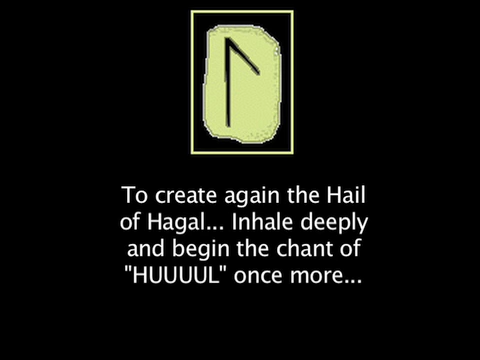 To create again the Hail
of Hagal... Inhale deeply
and begin the chant of
"HUUUUL" once more...